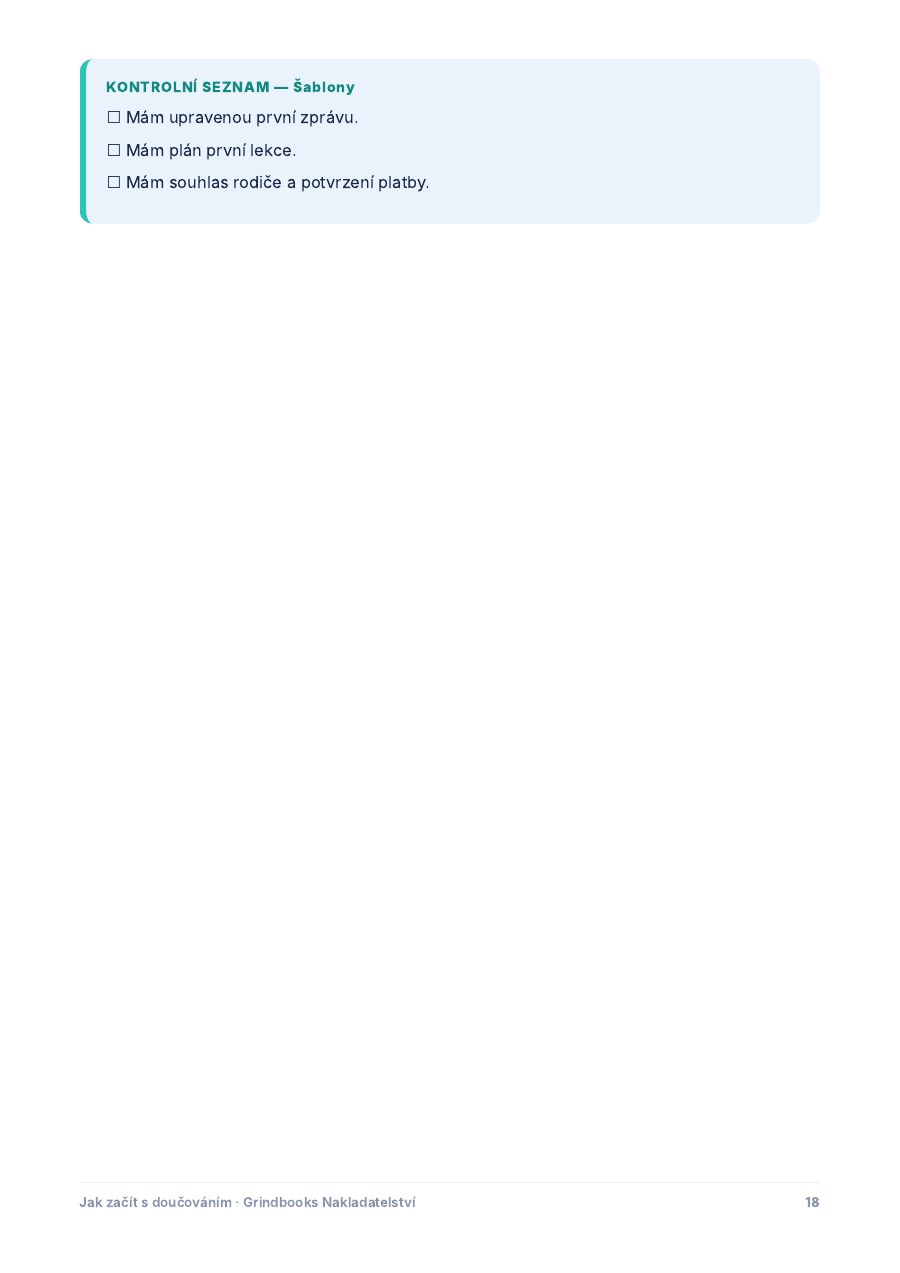 KONTROLNÍ SEZNAM — Šablony
☐ Mám upravenou první zprávu.
☐ Mám plán první lekce.
☐ Mám souhlas rodiče a potvrzení platby.
Jak začít s doučováním · Grindbooks Nakladatelství 18